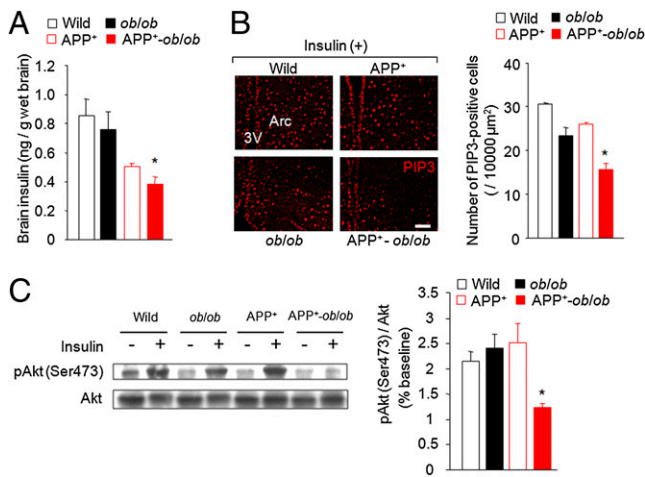 A
Wild
ob/ob
APP+
APP+-ob/ob
Brain insulin (ng / g wet brain)
1.2
1.0
0.8
0.6
0.4
0.2
0
*
B
Insulin (+)
Wild
APP+
Arc
3V
PIP3
ob/ob
APP+- ob/ob
Wild
ob/ob
APP+
APP+-ob/ob
Number of PIP3-positive cells
(/ 10000 µm²)
40
30
20
10
0
*
C
Wild
ob/ob
APP+
APP+-ob/ob
- + - + - + - +
Insulin
pAkt (Ser473)
Akt
Wild
ob/ob
APP+
APP+-ob/ob
pAkt (Ser473) / Akt
(% baseline)
3.5
3
2.5
2
1.5
1
0.5
0
*